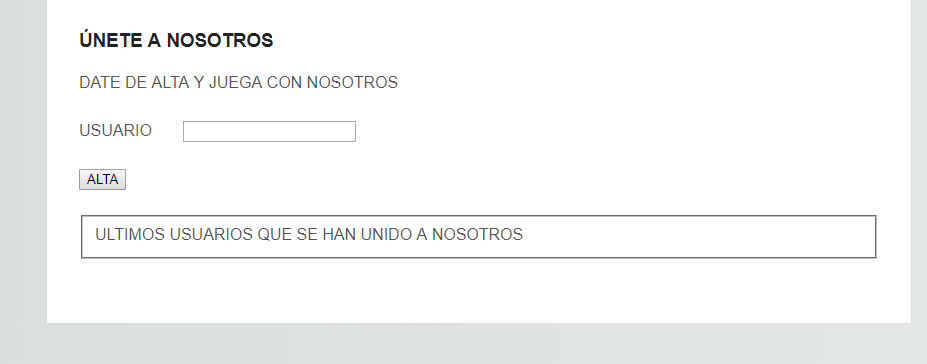 ÚNETE A NOSOTROS
DATE DE ALTA Y JUEGA CON NOSOTROS
USUARIO
ALTA
ULTIMOS USUARIOS QUE SE HAN UNIDO A NOSOTROS